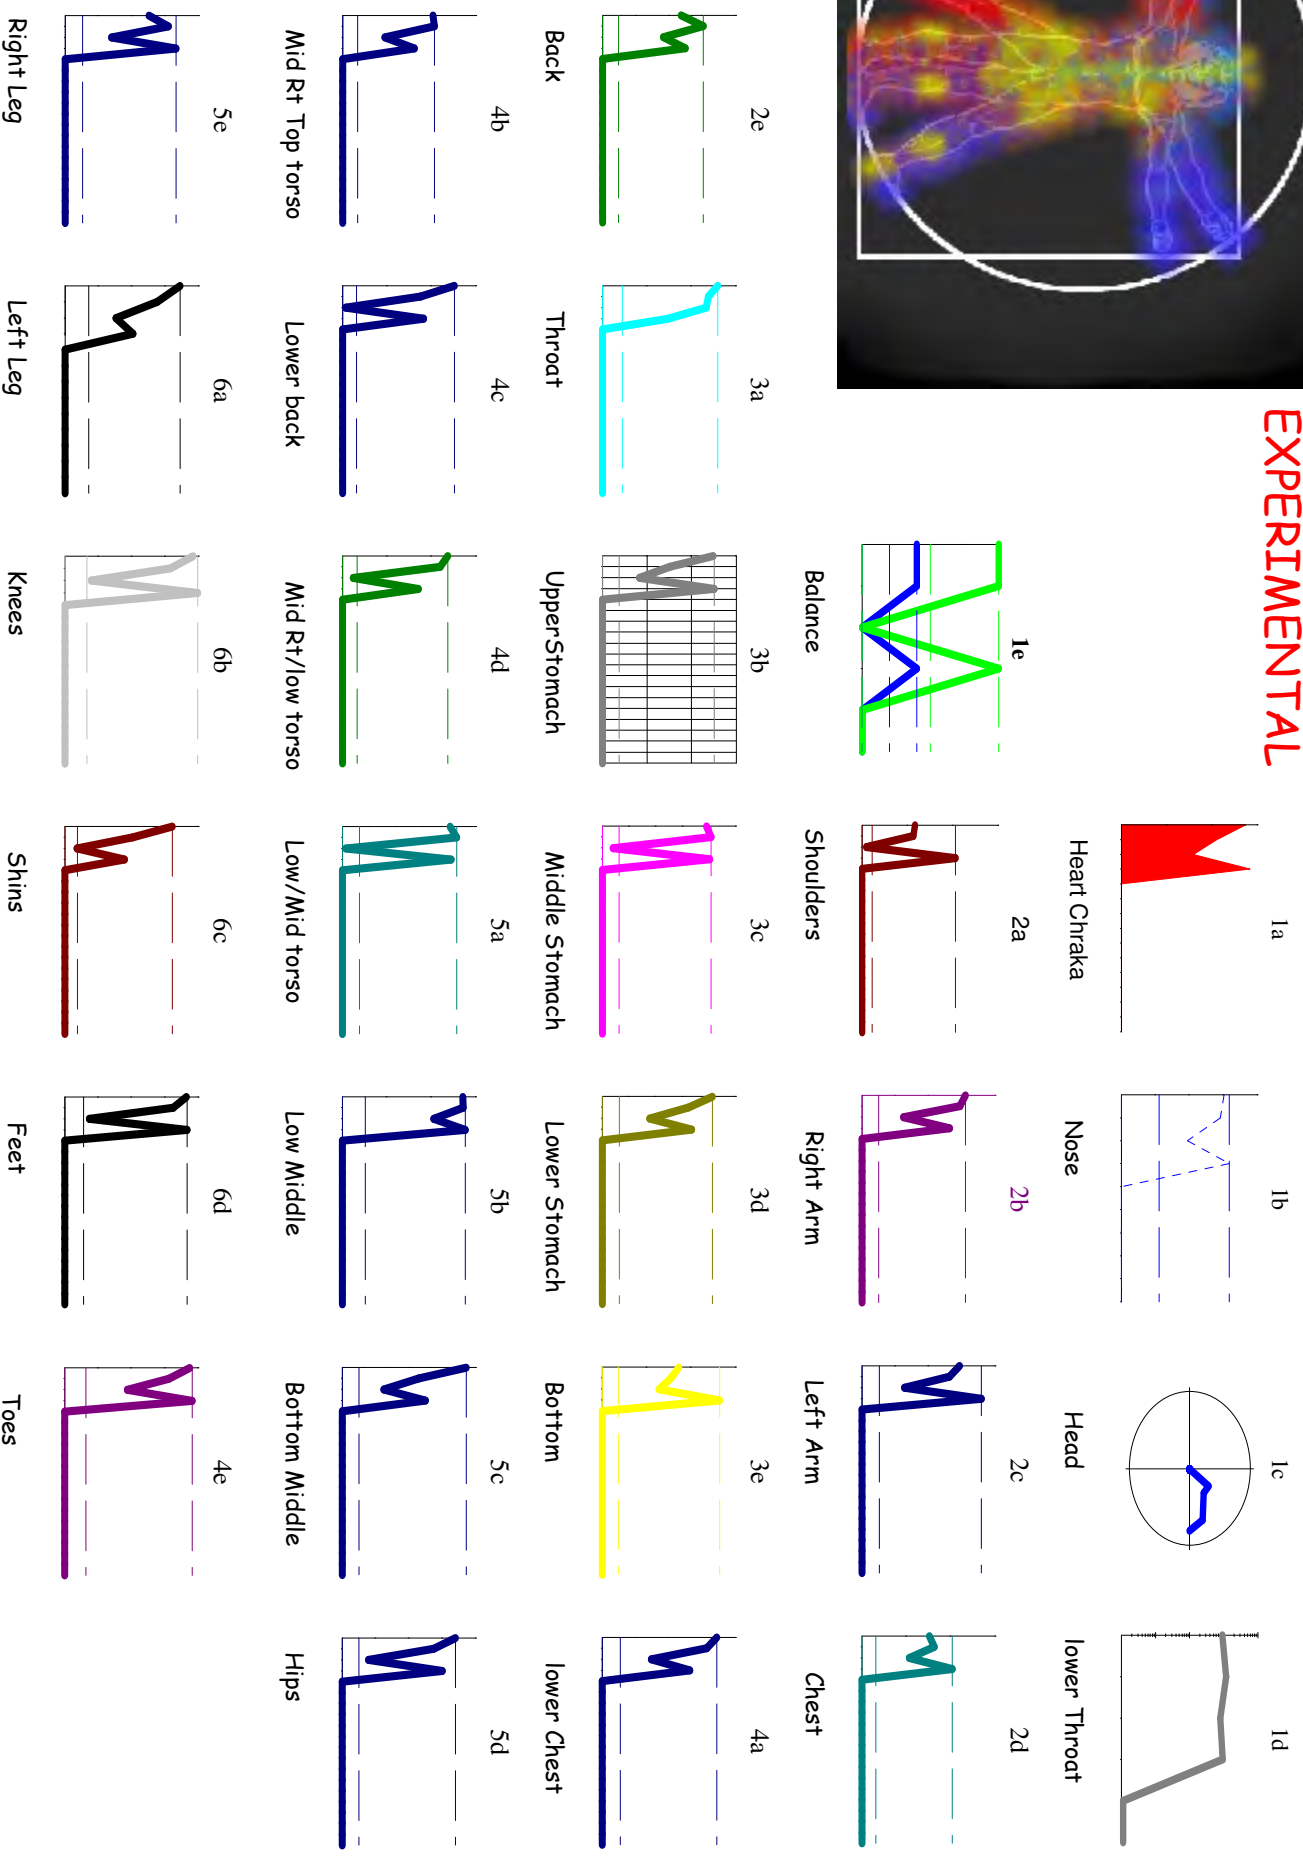 EXPERIMENTAL
1a
1b
1c
1d
Heart Chraka
Nose
Head
lower Throat
1e
2a
2b
2c
2d
Balance
Shoulders
Right Arm
Left Arm
Chest
2e
3a
3b
3c
3d
3e
4a
Back
Throat
UpperStomach
Middle Stomach
Lower Stomach
Bottom
lower Chest
4b
4c
4d
5a
5b
5c
5d
Mid Rt Top torso
Lower back
Mid Rt/low torso
Low/Mid torso
Low Middle
Bottom Middle
Hips
5e
6a
6b
6c
6d
4e
Right Leg
Left Leg
Knees
Shins
Feet
Toes